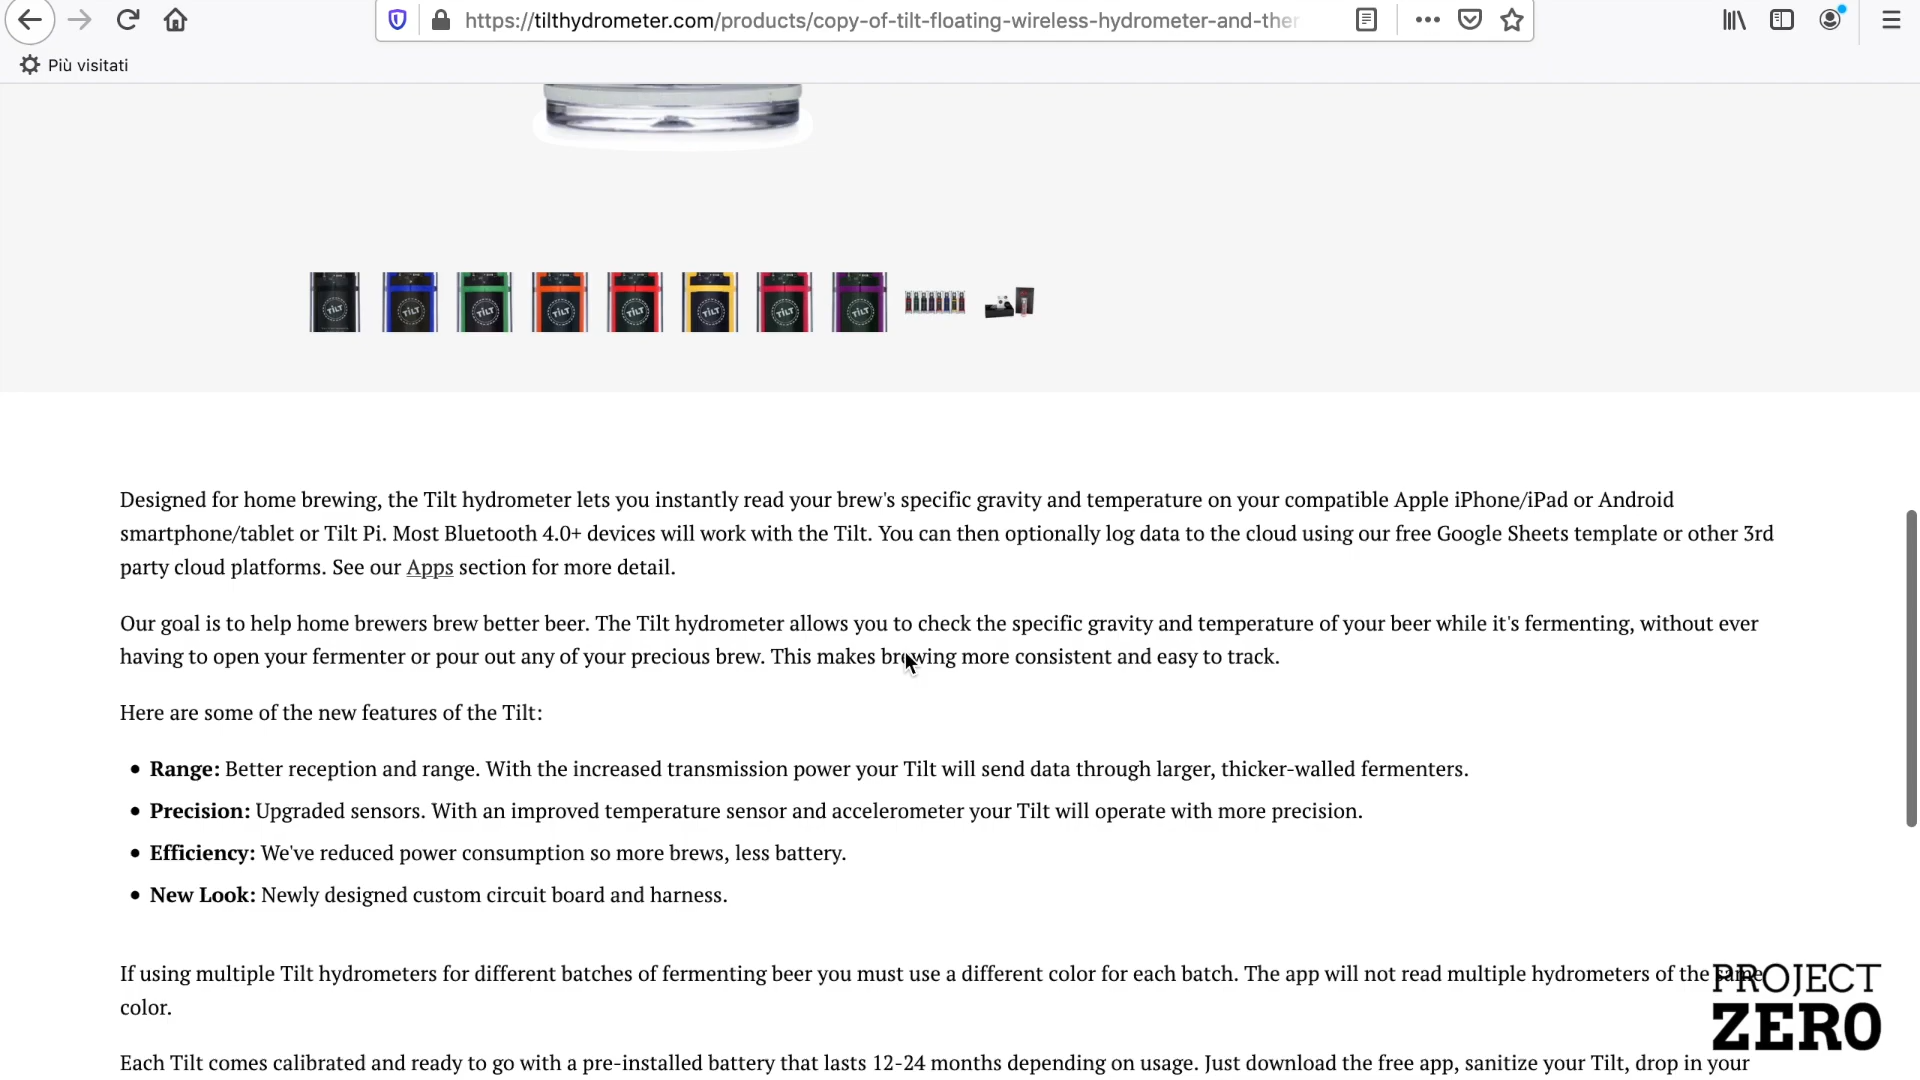 https://tilthydrometer.com/products/copy-of-tilt-floating-wireless-hydrometer-and-ther
Più visitati
TILT TILT TILT TILT TILT TILT TILT TILT
Designed for home brewing, the Tilt hydrometer lets you instantly read your brew's specific gravity and temperature on your compatible Apple iPhone/iPad or Android
smartphone/tablet or Tilt Pi. Most Bluetooth 4.0+ devices will work with the Tilt. You can then optionally log data to the cloud using our free Google Sheets template or other 3rd
party cloud platforms. See our Apps section for more detail.
Our goal is to help home brewers brew better beer. The Tilt hydrometer allows you to check the specific gravity and temperature of your beer while it's fermenting, without ever
having to open your fermenter or pour out any of your precious brew. This makes brewing more consistent and easy to track.
Here are some of the new features of the Tilt:
• Range: Better reception and range. With the increased transmission power your Tilt will send data through larger, thicker-walled fermenters.
• Precision: Upgraded sensors. With an improved temperature sensor and accelerometer your Tilt will operate with more precision.
• Efficiency: We've reduced power consumption so more brews, less battery.
• New Look: Newly designed custom circuit board and harness.
If using multiple Tilt hydrometers for different batches of fermenting beer you must use a different color for each batch. The app will not read multiple hydrometers of the same
color.
Each Tilt comes calibrated and ready to go with a pre-installed battery that lasts 12-24 months depending on usage. Just download the free app, sanitize your Tilt, drop in your
PROJECT
ZERO